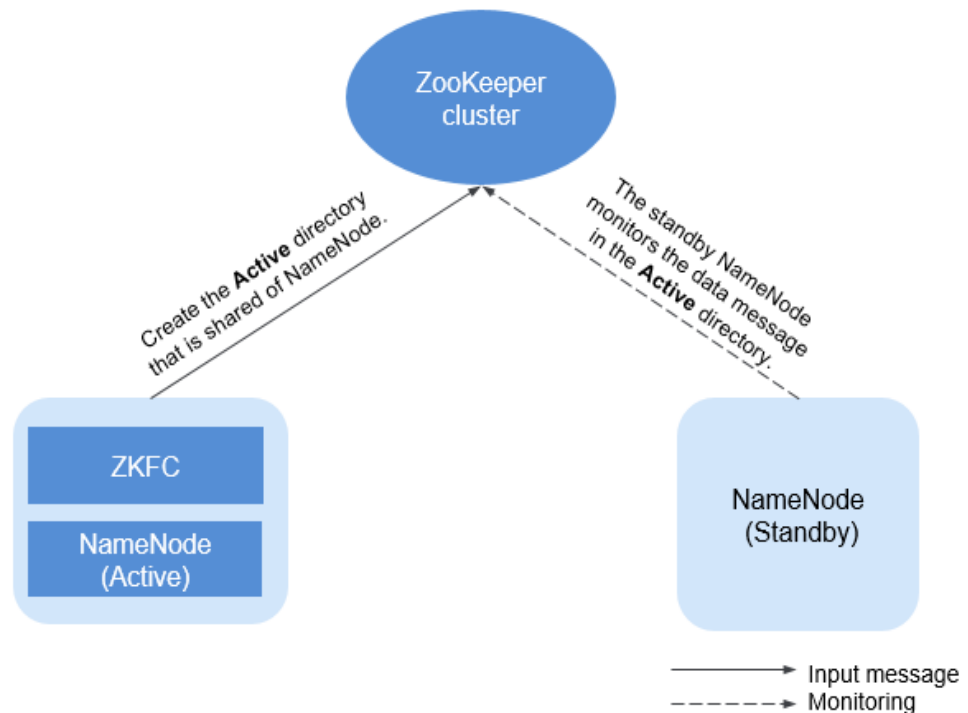 ZooKeeper
cluster
Create the Active directory
that is shared of NameNode.
The standby NameNode
monitors the data message
in the Active directory.
ZKFC
NameNode
(Active)
NameNode
(Standby)
Input message
Monitoring